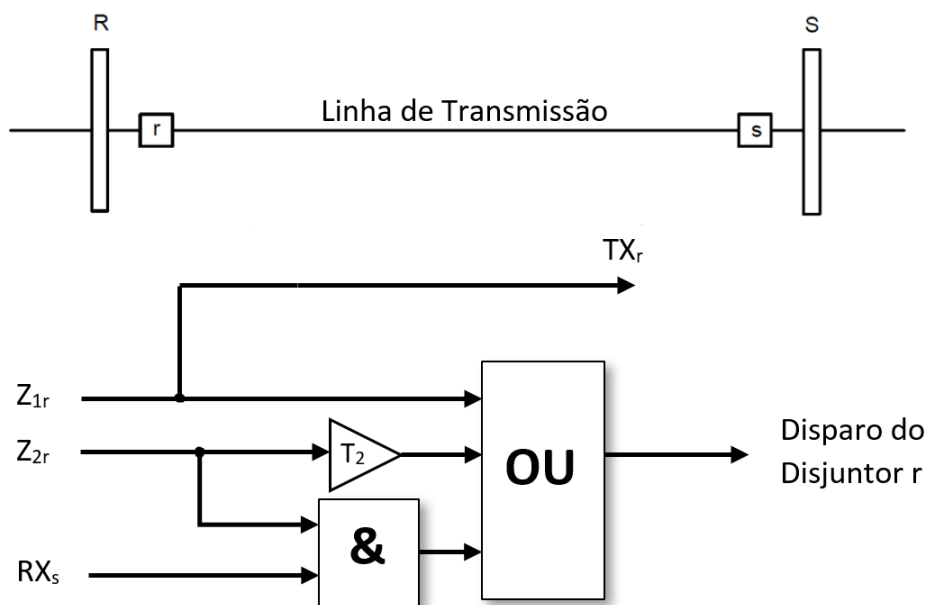 R
S
r
Linha de Transmissão
s
TXᵣ
Z₁ᵣ
Z₂ᵣ
T₂
OU
Disparo do
Disjuntor r
&
RXₛ